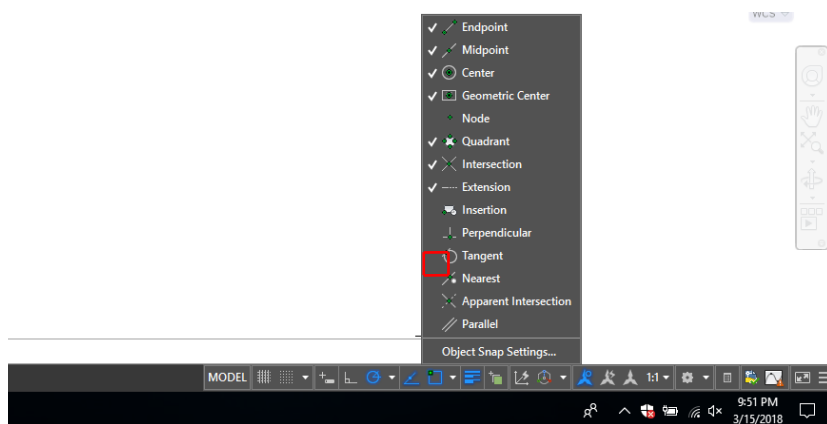 WCS
Endpoint
Midpoint
Center
Geometric Center
Node
Quadrant
Intersection
Extension
Insertion
Perpendicular
Tangent
Nearest
Apparent Intersection
Parallel
Object Snap Settings...
MODEL 1:1
9:51 PM
3/15/2018